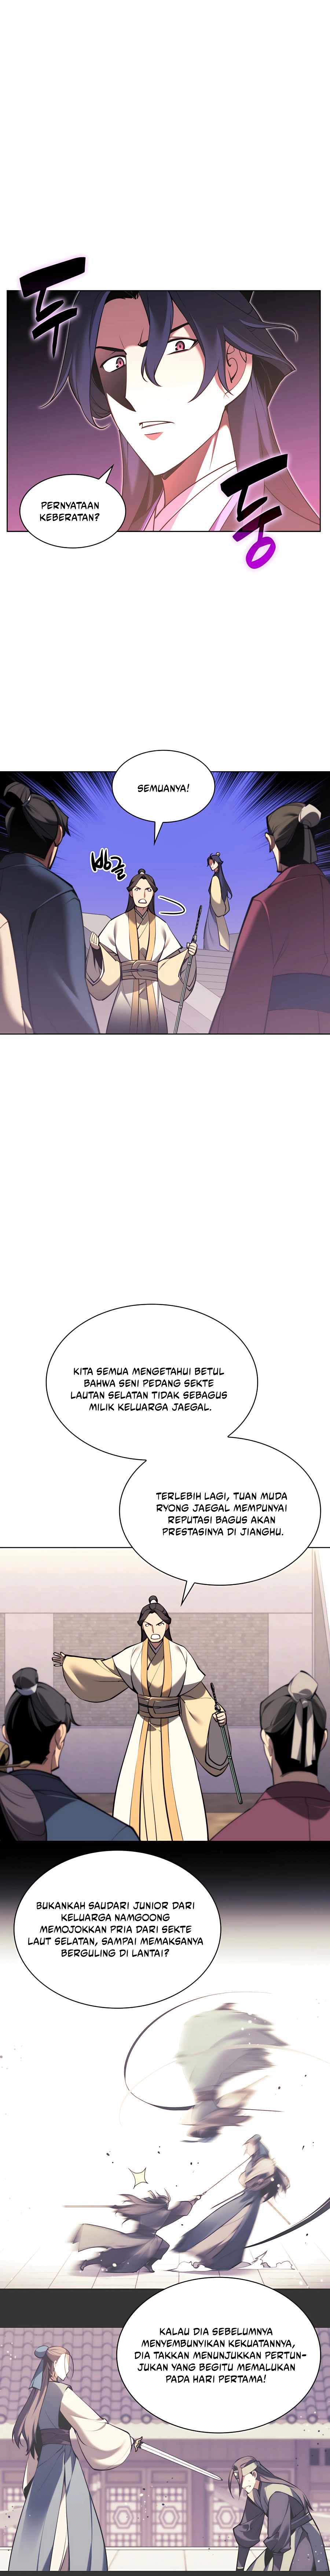 툭
툭
PERNYATAAN
KEBERATAN?
SEMUANYA!
KITA SEMUA MENGETAHUI BETUL
BAHWA SENI PEDANG SEKTE
LAUTAN SELATAN TIDAK SEBAGUS
MILIK KELUARGA JAEGAL.
TERLEBIH LAGI, TUAN MUDA
RYONG JAEGAL MEMPUNYAI
REPUTASI BAGUS AKAN
PRESTASINYA DI JIANGHU.
BUKANKAH SAUDARI JUNIOR DARI
KELUARGA NAMGOONG
MEMOJOKKAN PRIA DARI SEKTE
LAUT SELATAN, SAMPAI MEMAKSANYA
BERGULING DI LANTAI?
KALAU DIA SEBELUMNYA
MENYEMBUNYIKAN KEKUATANNYA,
DIA TAKKAN MENUNJUKKAN PERTUN-
JUKAN YANG BEGITU MEMALUKAN
PADA HARI PERTAMA!